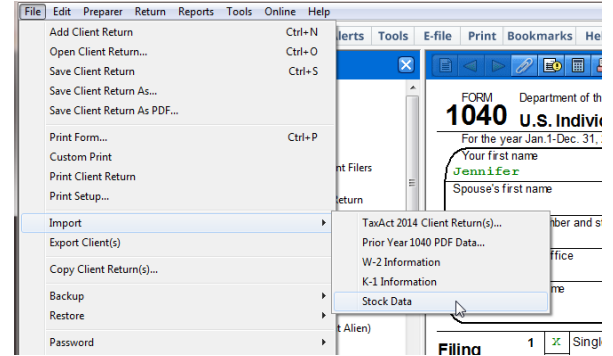 File Edit Preparer Return Reports Tools Online Help
Add Client Return Ctrl+N
Open Client Return... Ctrl+O
Save Client Return Ctrl+S
Save Client Return As...
Save Client Return As PDF...
Print Form... Ctrl+P
Custom Print
Print Client Return
Print Setup...
Import
Export Client(s)
Copy Client Return(s)...
Backup
Restore
Password
TaxAct 2014 Client Return(s)...
Prior Year 1040 PDF Data...
W-2 Information
K-1 Information
Stock Data
lerts Tools E-file Print Bookmarks Hel
nt Filers
Return
t Alien)
FORM Department of th
1040 U.S. Indivi
For the year Jan.1-Dec. 31,
Your first name
Jennifer
Spouse's first name
ber and st
ffice
me
Filing 1 X Singl